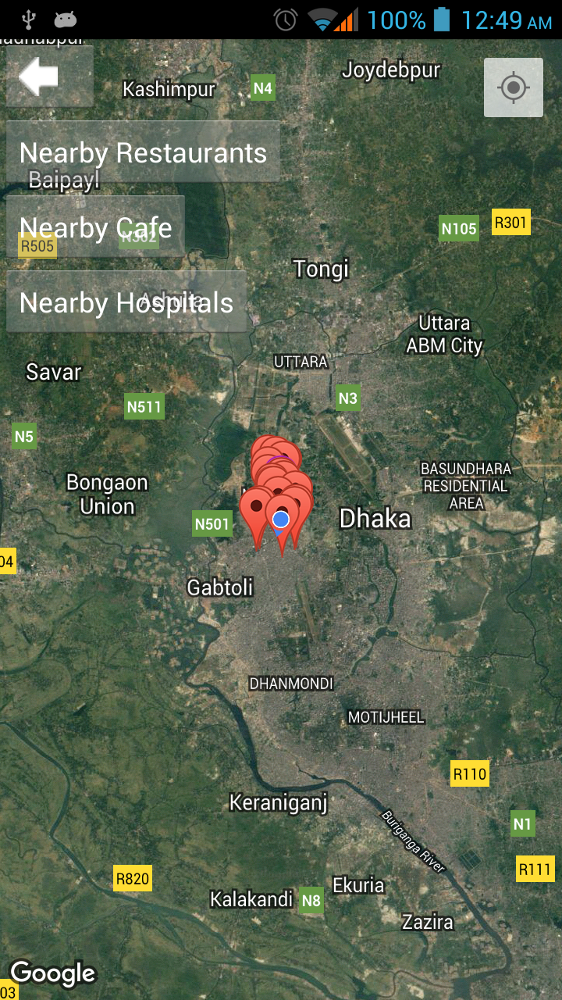 100% 12:49 AM
Joydebpur
Kashimpur
N4
Nearby Restaurants
Baipayl
Nearby Cafe
R505
N302
N105
R301
Tongi
Nearby Hospitals
Ashulia
Uttara
ABM City
UTTARA
Savar
N511
N3
N5
BASUNDHARA
RESIDENTIAL
AREA
Bongaon
Union
N501
Dhaka
04
Gabtoli
DHANMONDI
MOTIJHEEL
R110
Keraniganj
Buriganga River
N1
R111
R820
Ekuria
Kalakandi
N8
Zazira
Google
03